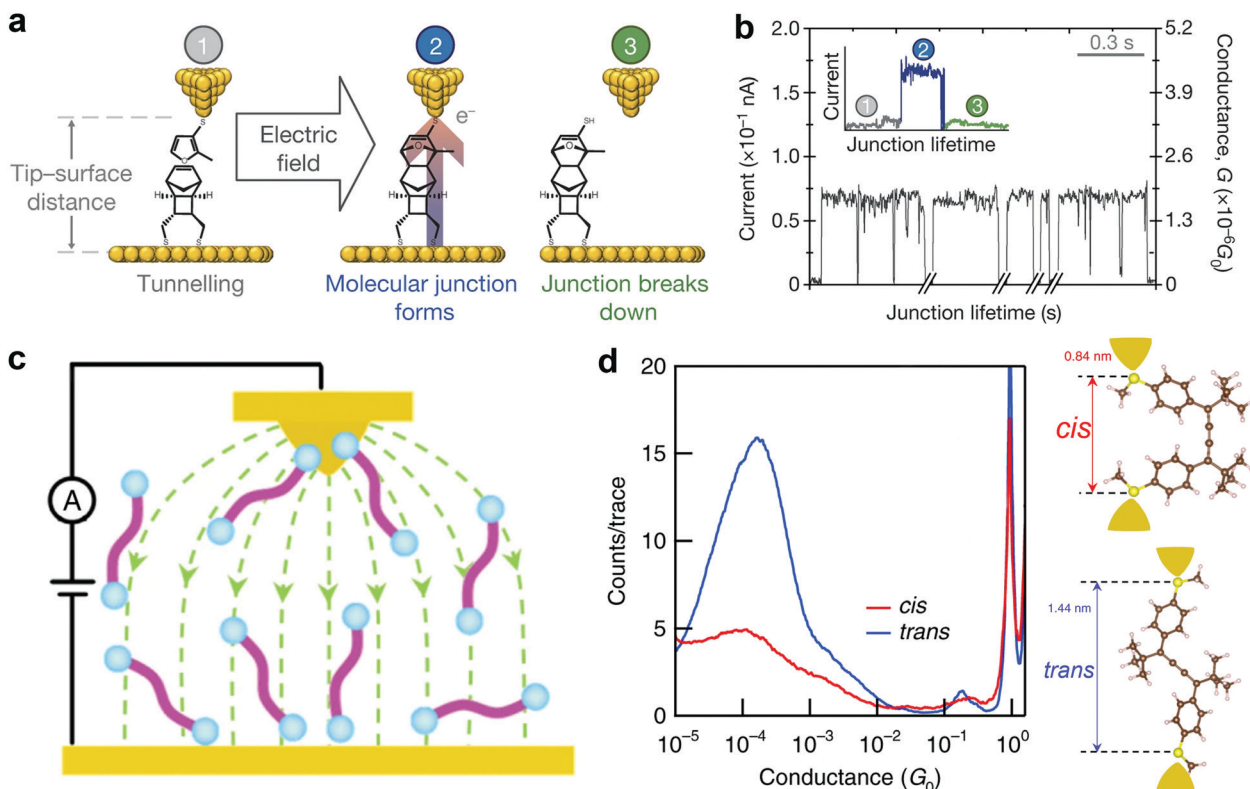 a
1
2
3
S
O
Tip–surface
distance
Electric
field
e⁻
S
O
H H
S S
SH
O
H H
S S
H H
S S
Tunnelling
Molecular junction
forms
Junction breaks
down
b
2.0
1.5
1.0
0.5
0
Current (×10⁻¹ nA)
5.2
3.9
2.6
1.3
0
Conductance, G (×10⁻⁶G₀)
0.3 s
Current
1
2
3
Junction lifetime
Junction lifetime (s)
c
A
d
20
15
10
5
0
Counts/trace
cis
trans
10⁻⁵ 10⁻⁴ 10⁻³ 10⁻² 10⁻¹ 10⁰
Conductance (G₀)
0.84 nm
cis
1.44 nm
trans